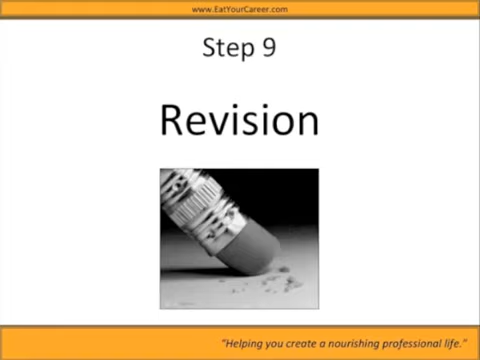 www.EatYourCareer.com
Step 9
Revision
"Helping you create a nourishing professional life."